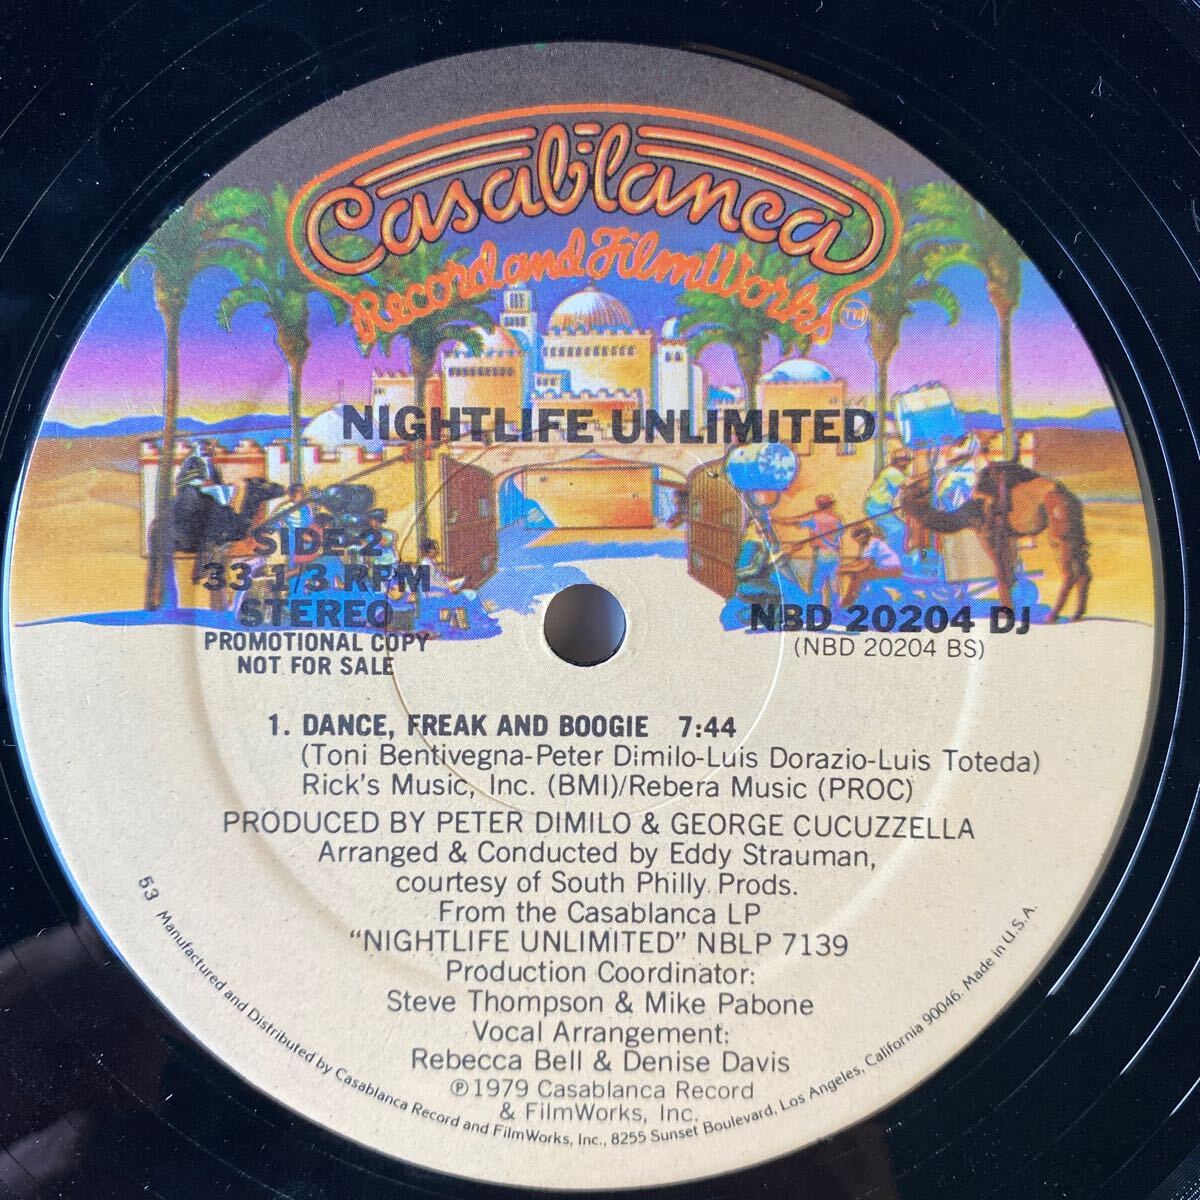 Casablanca
Record and FilmWorks TM
NIGHTLIFE UNLIMITED
SIDE 2
33 1/3 RPM
STEREO
PROMOTIONAL COPY
NOT FOR SALE
NBD 20204 DJ
(NBD 20204 BS)
1. DANCE, FREAK AND BOOGIE 7:44
(Toni Bentivegna-Peter Dimilo-Luis Dorazio-Luis Toteda)
Rick's Music, Inc. (BMI)/Rebera Music (PROC)
PRODUCED BY PETER DIMILO & GEORGE CUCUZZELLA
Arranged & Conducted by Eddy Strauman,
courtesy of South Philly Prods.
From the Casablanca LP
“NIGHTLIFE UNLIMITED” NBLP 7139
Production Coordinator:
Steve Thompson & Mike Pabone
Vocal Arrangement:
Rebecca Bell & Denise Davis
℗1979 Casablanca Record
& FilmWorks, Inc.
53 Manufactured and Distributed by Casablanca Record and FilmWorks, Inc., 8255 Sunset Boulevard, Los Angeles, California 90046. Made in U.S.A.